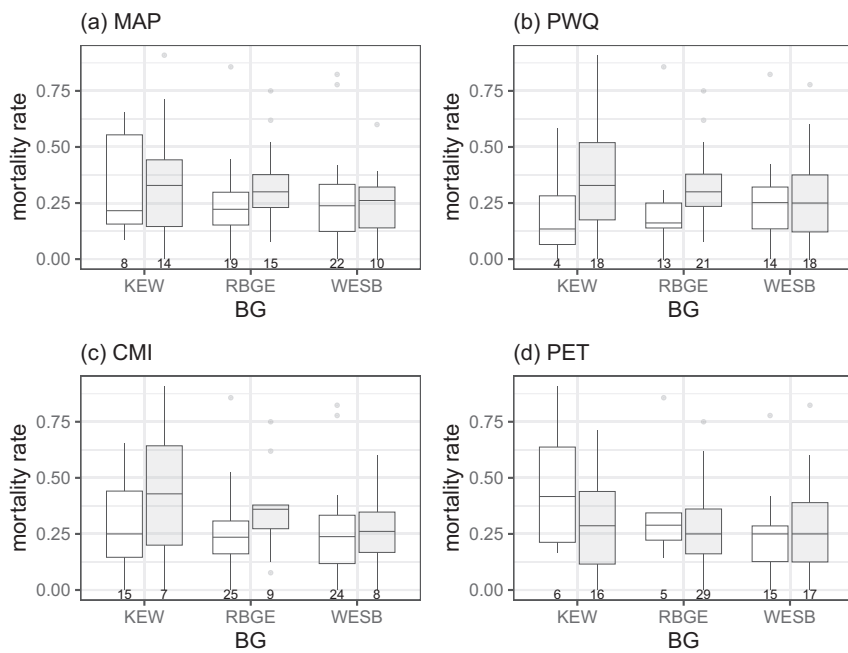 (a) MAP
mortality rate
0.75
0.50
0.25
0.00
8 14 19 15 22 10
KEW RBGE WESB
BG
(b) PWQ
mortality rate
0.75
0.50
0.25
0.00
4 18 13 21 14 18
KEW RBGE WESB
BG
(c) CMI
mortality rate
0.75
0.50
0.25
0.00
15 7 25 9 24 8
KEW RBGE WESB
BG
(d) PET
mortality rate
0.75
0.50
0.25
0.00
6 16 5 29 15 17
KEW RBGE WESB
BG